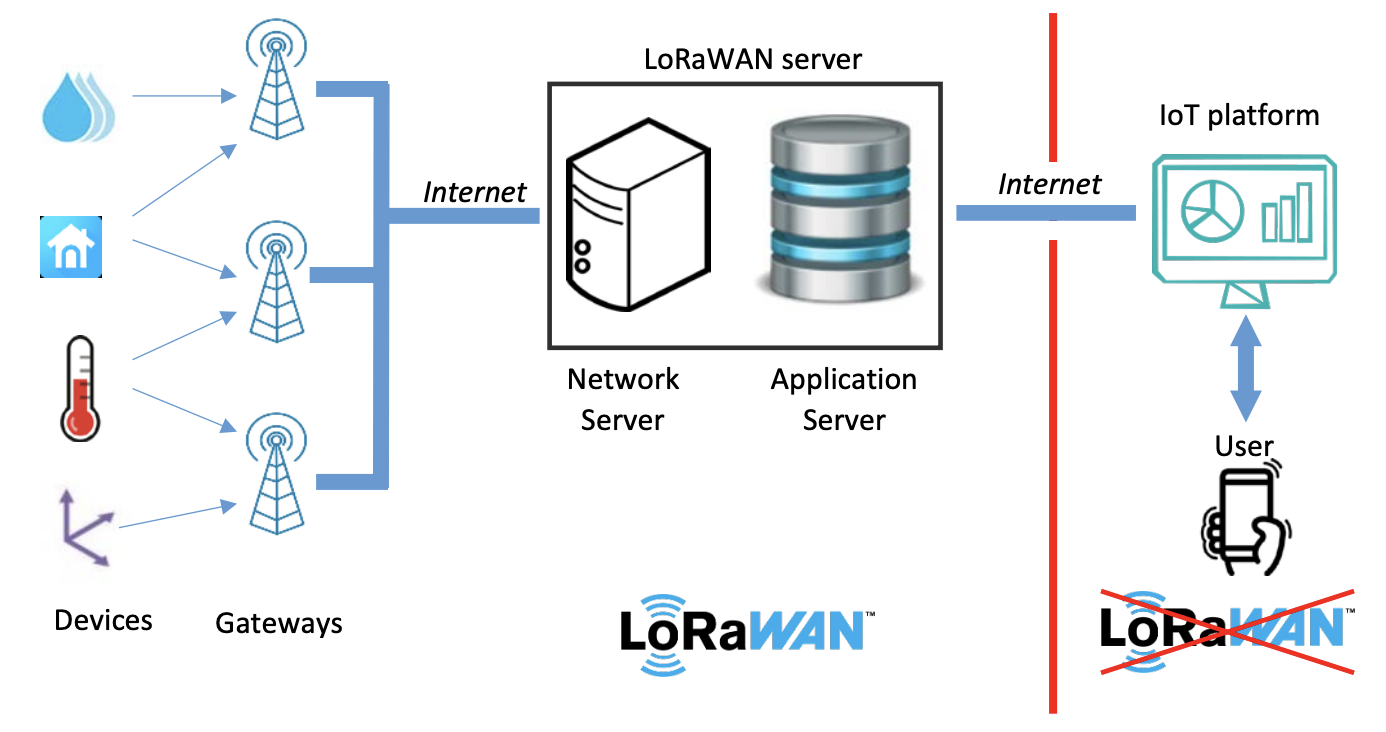 LoRaWAN server
IoT platform
Internet
Internet
Network
Server
Application
Server
User
Devices
Gateways
LoRaWAN™
LoRaWAN™